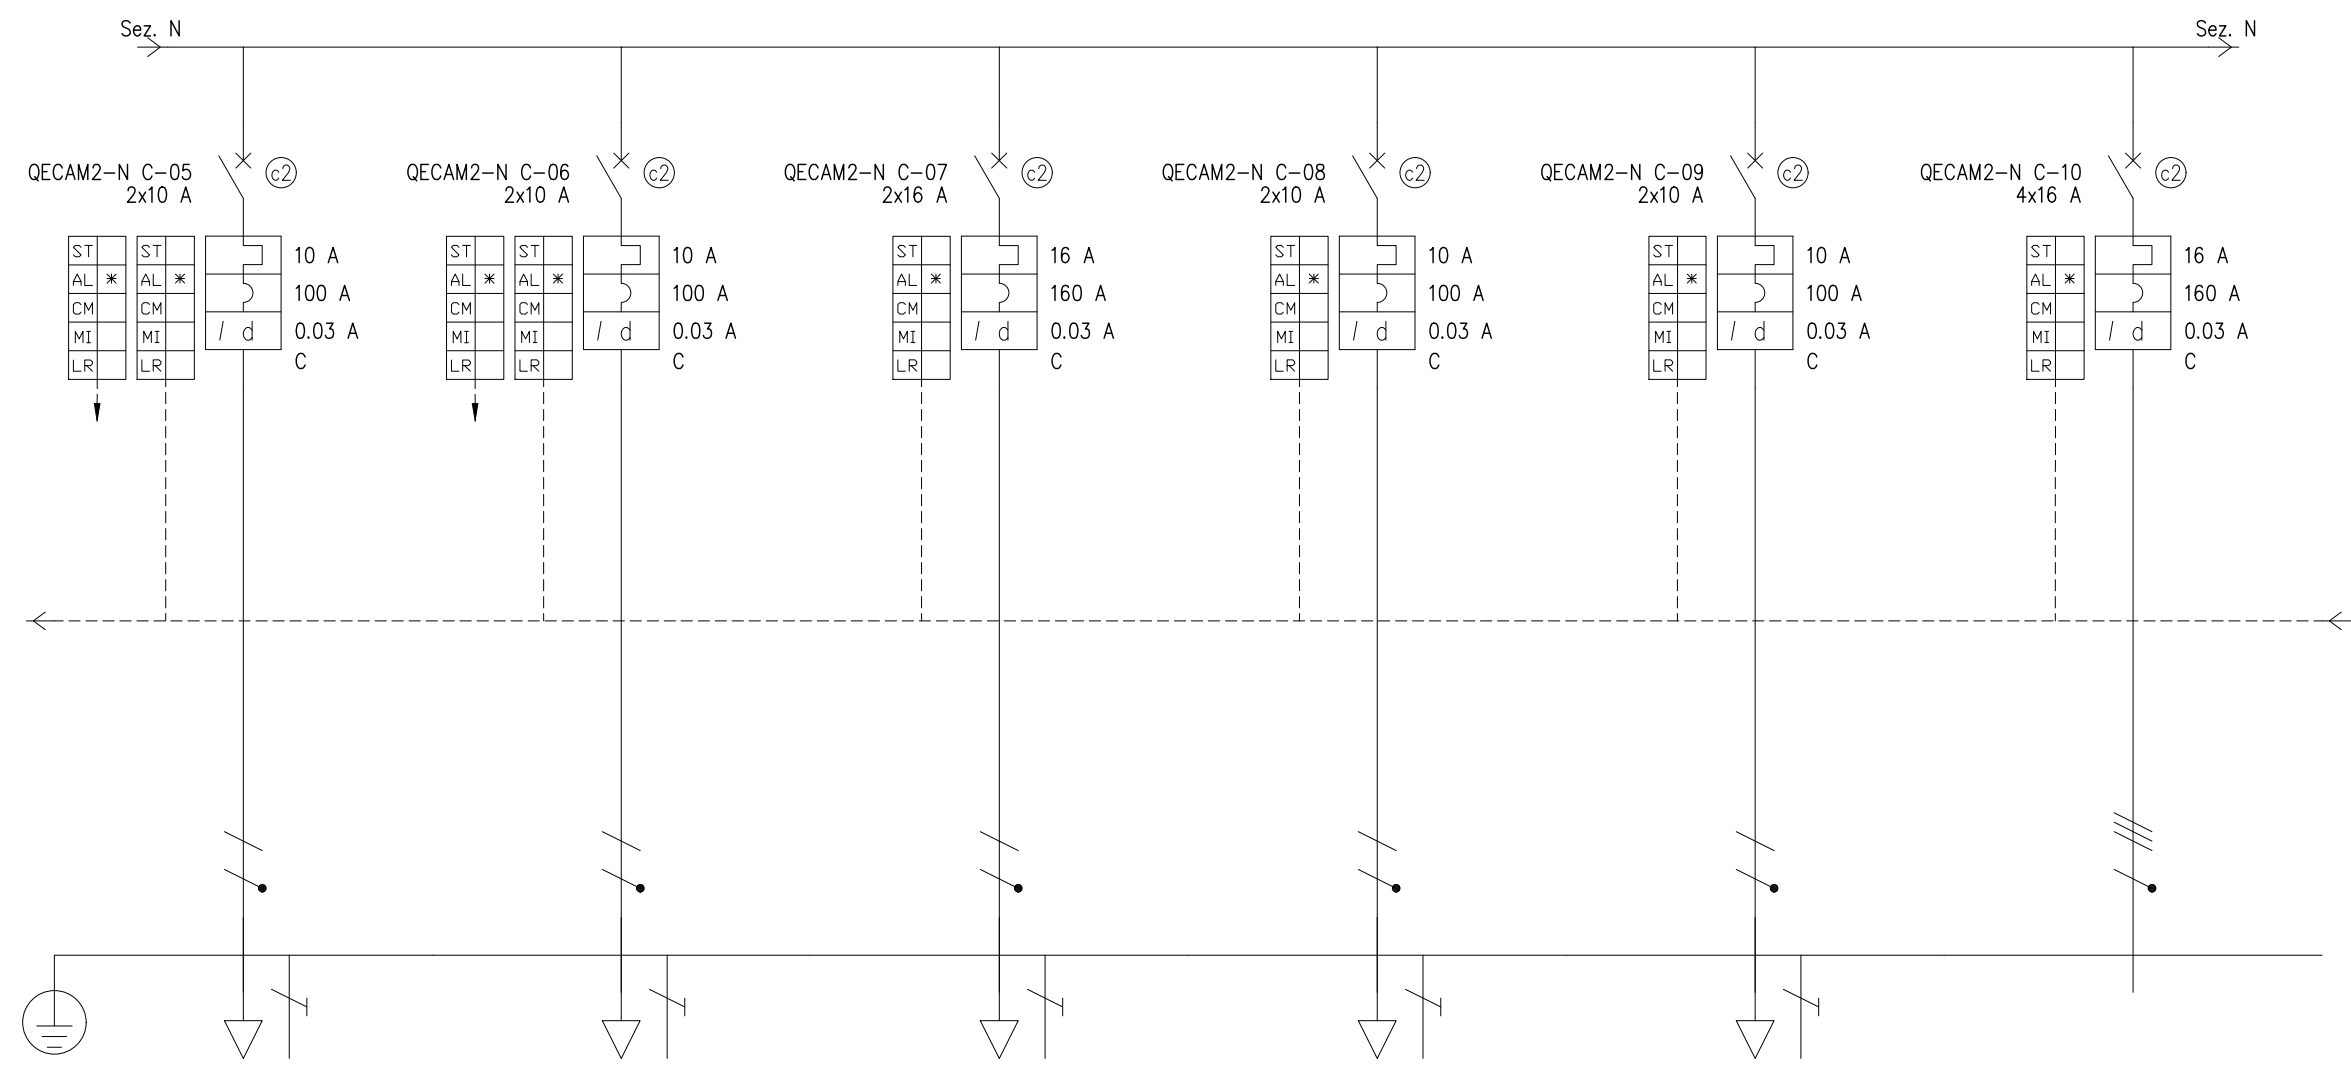 Sez. N
Sez. N
QECAM2-N C-05
2x10 A
c2
ST
AL *
CM
MI
LR
ST
AL *
CM
MI
LR
I d
10 A
100 A
0.03 A
C
QECAM2-N C-06
2x10 A
c2
ST
AL *
CM
MI
LR
ST
AL *
CM
MI
LR
I d
10 A
100 A
0.03 A
C
QECAM2-N C-07
2x16 A
c2
ST
AL *
CM
MI
LR
I d
16 A
160 A
0.03 A
C
QECAM2-N C-08
2x10 A
c2
ST
AL *
CM
MI
LR
I d
10 A
100 A
0.03 A
C
QECAM2-N C-09
2x10 A
c2
ST
AL *
CM
MI
LR
I d
10 A
100 A
0.03 A
C
QECAM2-N C-10
4x16 A
c2
ST
AL *
CM
MI
LR
I d
16 A
160 A
0.03 A
C